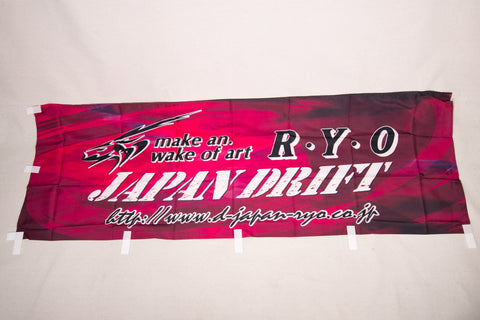 make an.
wake of art
R・Y・O
JAPAN DRIFT
http://www.d-japan-ryo.co.jp